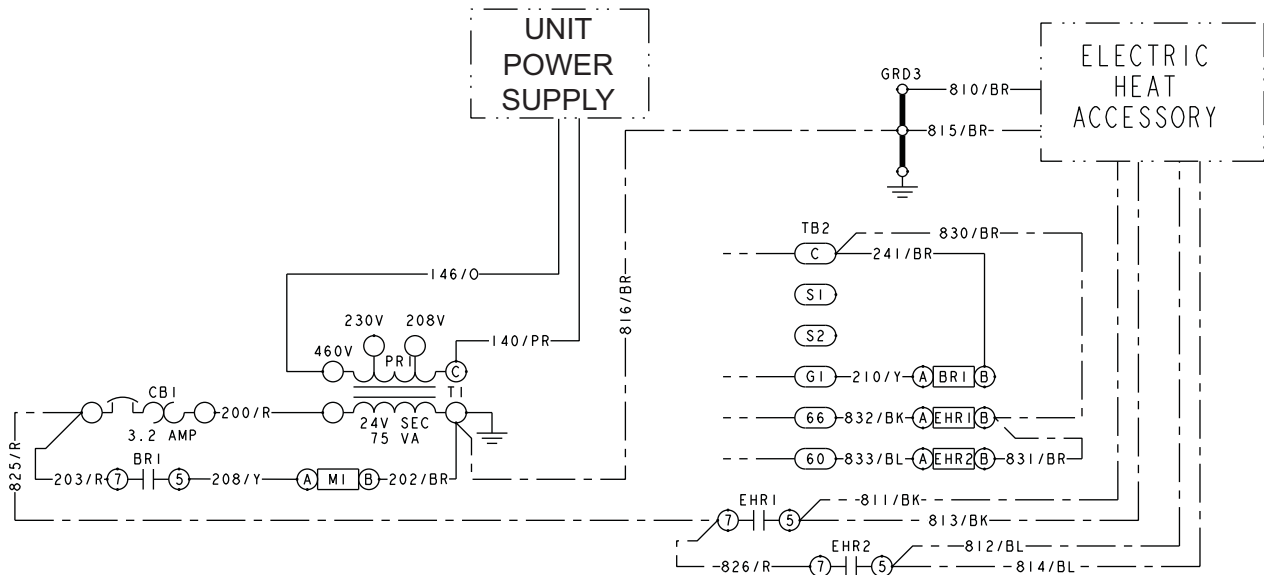 UNIT
POWER
SUPPLY
ELECTRIC
HEAT
ACCESSORY
GRD3
810/BR
815/BR
TB2
830/BR
C
241/BR
146/O
816/BR
S1
230V
208V
S2
140/PR
460V
PR1
C
G1
210/Y
A
BR1
B
T1
CB1
200/R
24V SEC
75 VA
3.2 AMP
66
832/BK
A
EHR1
B
BR1
60
833/BL
A
EHR2
B
831/BR
825/R
203/R
7
5
208/Y
A
M1
B
202/BR
EHR1
811/BK
7
5
813/BK
EHR2
812/BL
826/R
7
5
814/BL